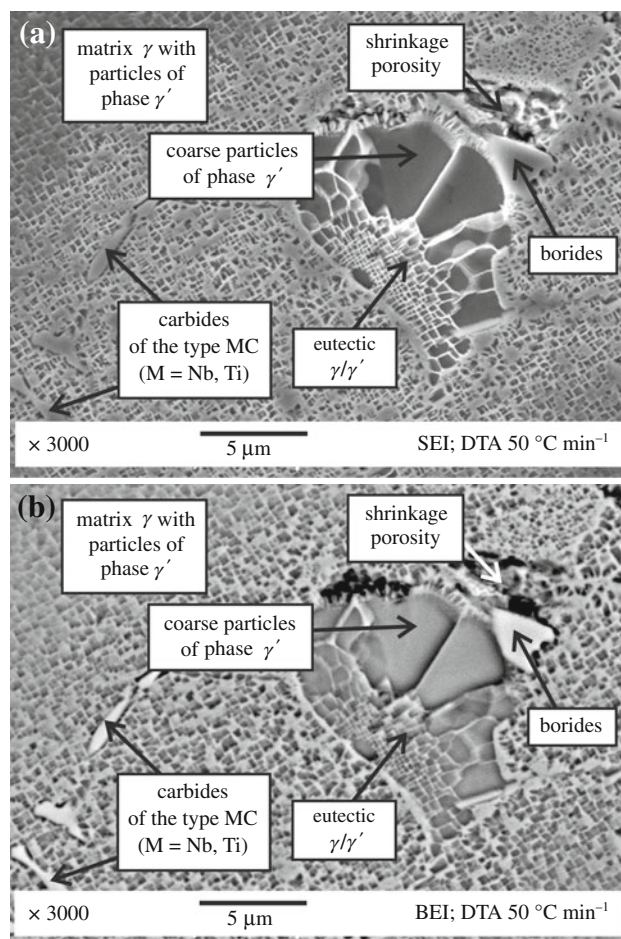 (a)
matrix γ with
particles of
phase γ′
shrinkage
porosity
coarse particles
of phase γ′
borides
carbides
of the type MC
(M = Nb, Ti)
eutectic
γ/γ′
× 3000
5 μm
SEI; DTA 50 °C min⁻¹
(b)
matrix γ with
particles of
phase γ′
shrinkage
porosity
coarse particles
of phase γ′
borides
carbides
of the type MC
(M = Nb, Ti)
eutectic
γ/γ′
× 3000
5 μm
BEI; DTA 50 °C min⁻¹